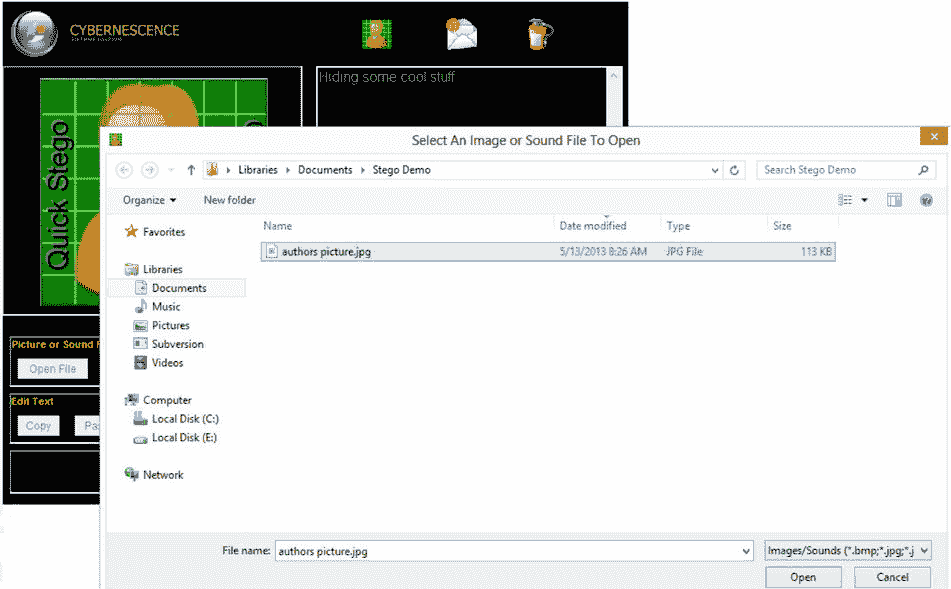 CYBERNESCENCE
Hiding some cool stuff
Quick Stego
Select An Image or Sound File To Open
Libraries
Documents
Stego Demo
Search Stego Demo
Organize
New folder
Name
Date modified
Type
Size
authors picture.jpg
5/13/2013 8:26 AM
JPG File
113 KB
Favorites
Libraries
Documents
Music
Pictures
Subversion
Videos
Computer
Local Disk (C:)
Local Disk (E:)
Network
Picture or Sound F
Open File
Edit Text
Copy
Pa
File name:
authors picture.jpg
Images/Sounds (*.bmp;*.jpg;*.j
Open
Cancel